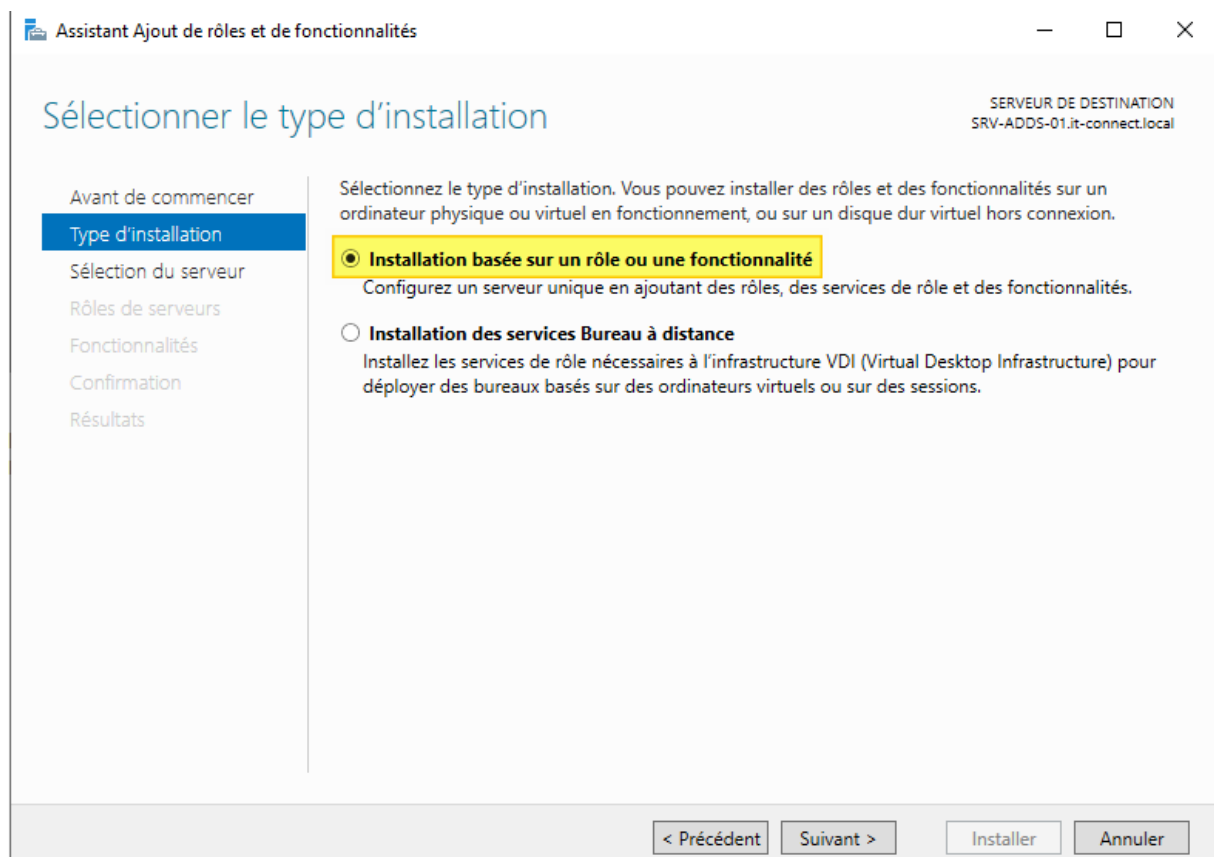 Assistant Ajout de rôles et de fonctionnalités
Sélectionner le type d’installation
SERVEUR DE DESTINATION
SRV-ADDS-01.it-connect.local
Avant de commencer
Type d’installation
Sélection du serveur
Rôles de serveurs
Fonctionnalités
Confirmation
Résultats
Sélectionnez le type d’installation. Vous pouvez installer des rôles et des fonctionnalités sur un
ordinateur physique ou virtuel en fonctionnement, ou sur un disque dur virtuel hors connexion.
Installation basée sur un rôle ou une fonctionnalité
Configurez un serveur unique en ajoutant des rôles, des services de rôle et des fonctionnalités.
Installation des services Bureau à distance
Installez les services de rôle nécessaires à l’infrastructure VDI (Virtual Desktop Infrastructure) pour
déployer des bureaux basés sur des ordinateurs virtuels ou sur des sessions.
< Précédent
Suivant >
Installer
Annuler